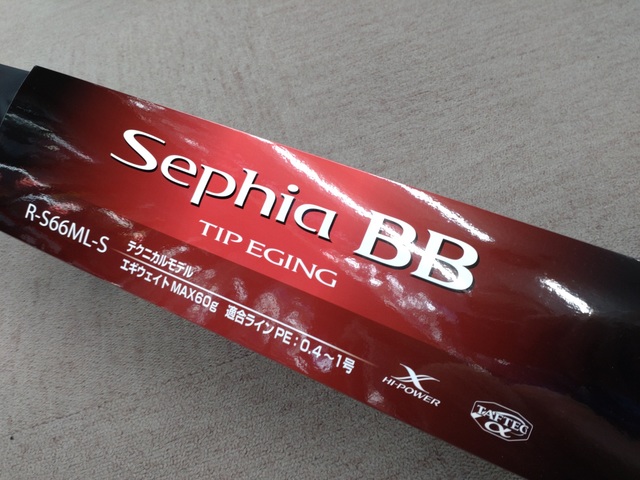 Sephia BB
TIP EGING
R-S66ML-S
テクニカルモデル
エギウェイトMAX60g 適合ラインPE:0.4~1号
X
HI-POWER
TAFTEC
α